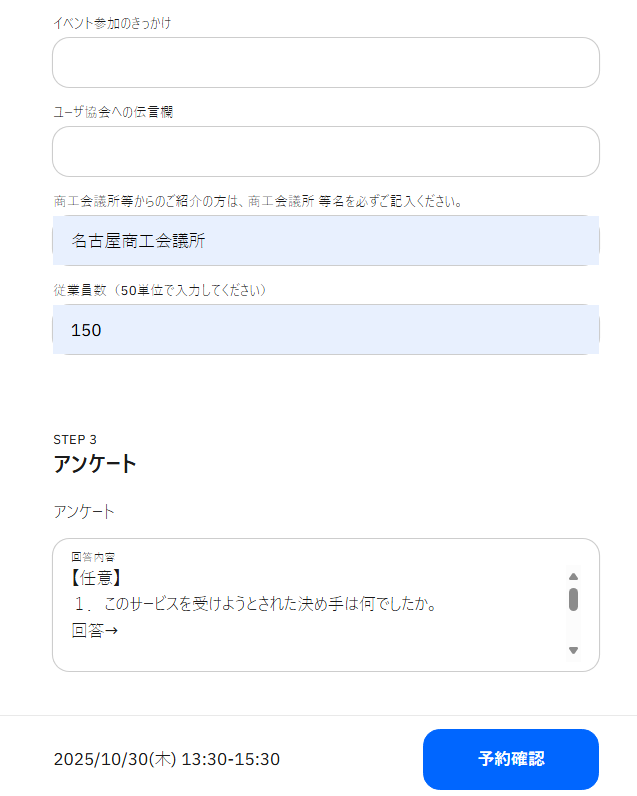 イベント参加のきっかけ
ユーザ協会への伝言欄
商工会議所等からのご紹介の方は、商工会議所 等名を必ずご記入ください。
名古屋商工会議所
従業員数（50単位で入力してください）
150
STEP 3
アンケート
アンケート
回答内容
【任意】
１．このサービスを受けようとされた決め手は何でしたか。
回答→
2025/10/30(木) 13:30-15:30
予約確認